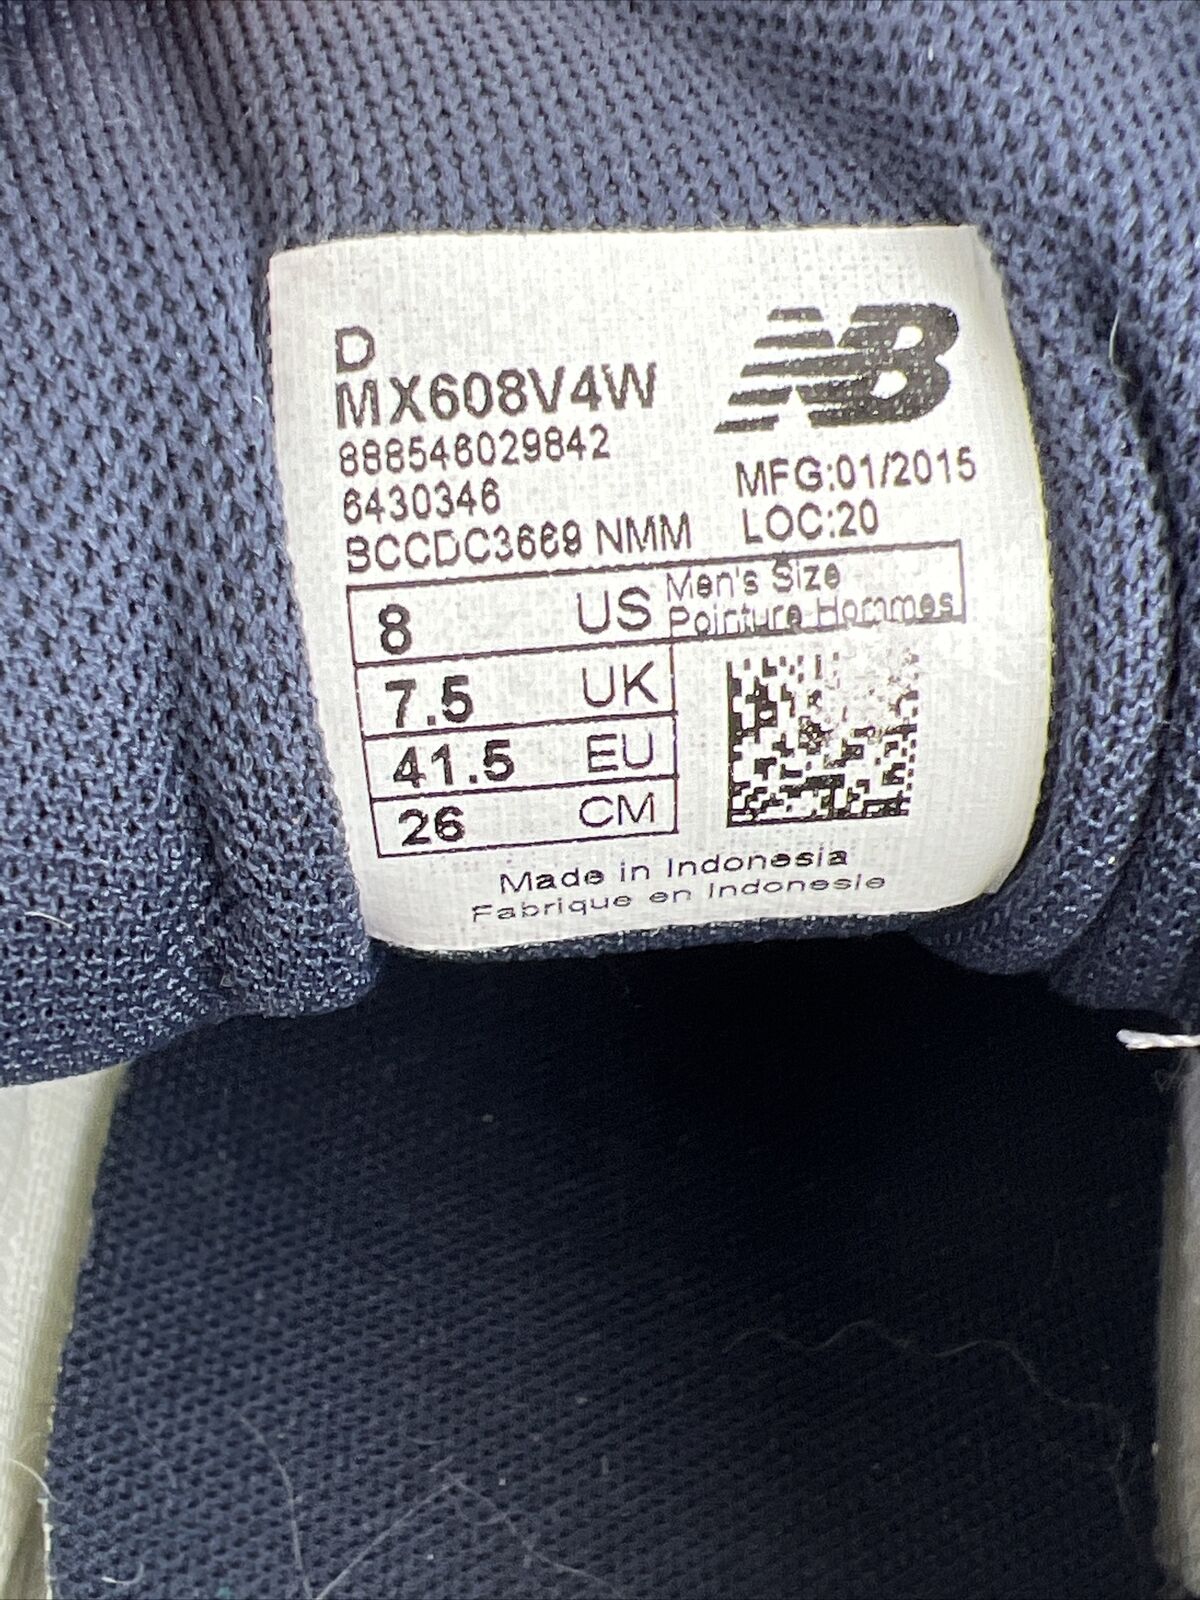 D
MX608V4W
888546029842
6430346
BCCDC3669 NMM
NB
MFG:01/2015
LOC:20
8 US Men's Size
Pointure Hommes
7.5 UK
41.5 EU
26 CM
Made in Indonesia
Fabrique en Indonesie